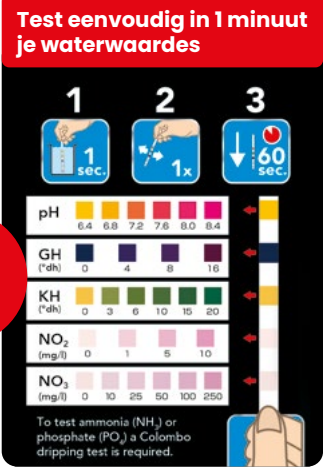 Test eenvoudig in 1 minuut
je waterwaardes
1 2 3
1 sec.
1x
60 sec.
pH
6.4 6.8 7.2 7.6 8.0 8.4
GH
(°dh) 0 4 8 16
KH
(°dh) 0 3 6 10 15 20
NO₂
(mg/l) 0 1 5 10
NO₃
(mg/l) 0 10 25 50 100 250
To test ammonia (NH₃) or
phosphate (PO₄) a Colombo
dripping test is required.